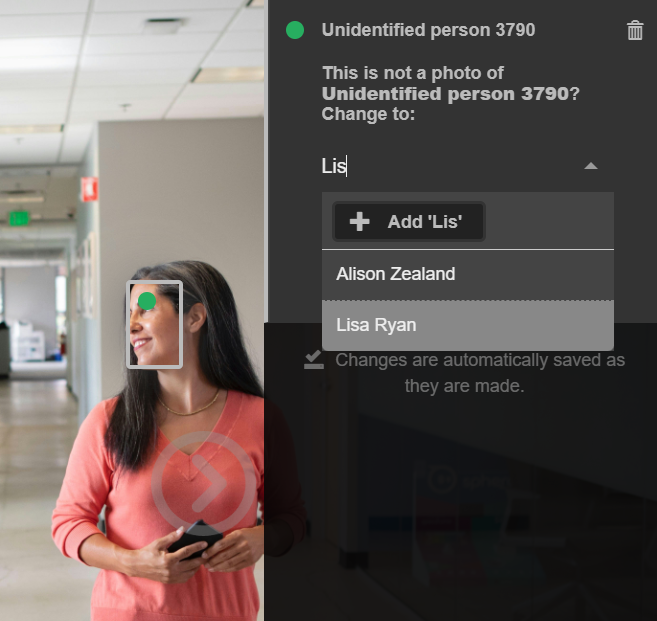 Unidentified person 3790
This is not a photo of
Unidentified person 3790?
Change to:
Lis
Add 'Lis'
Alison Zealand
Lisa Ryan
Changes are automatically saved as
they are made.